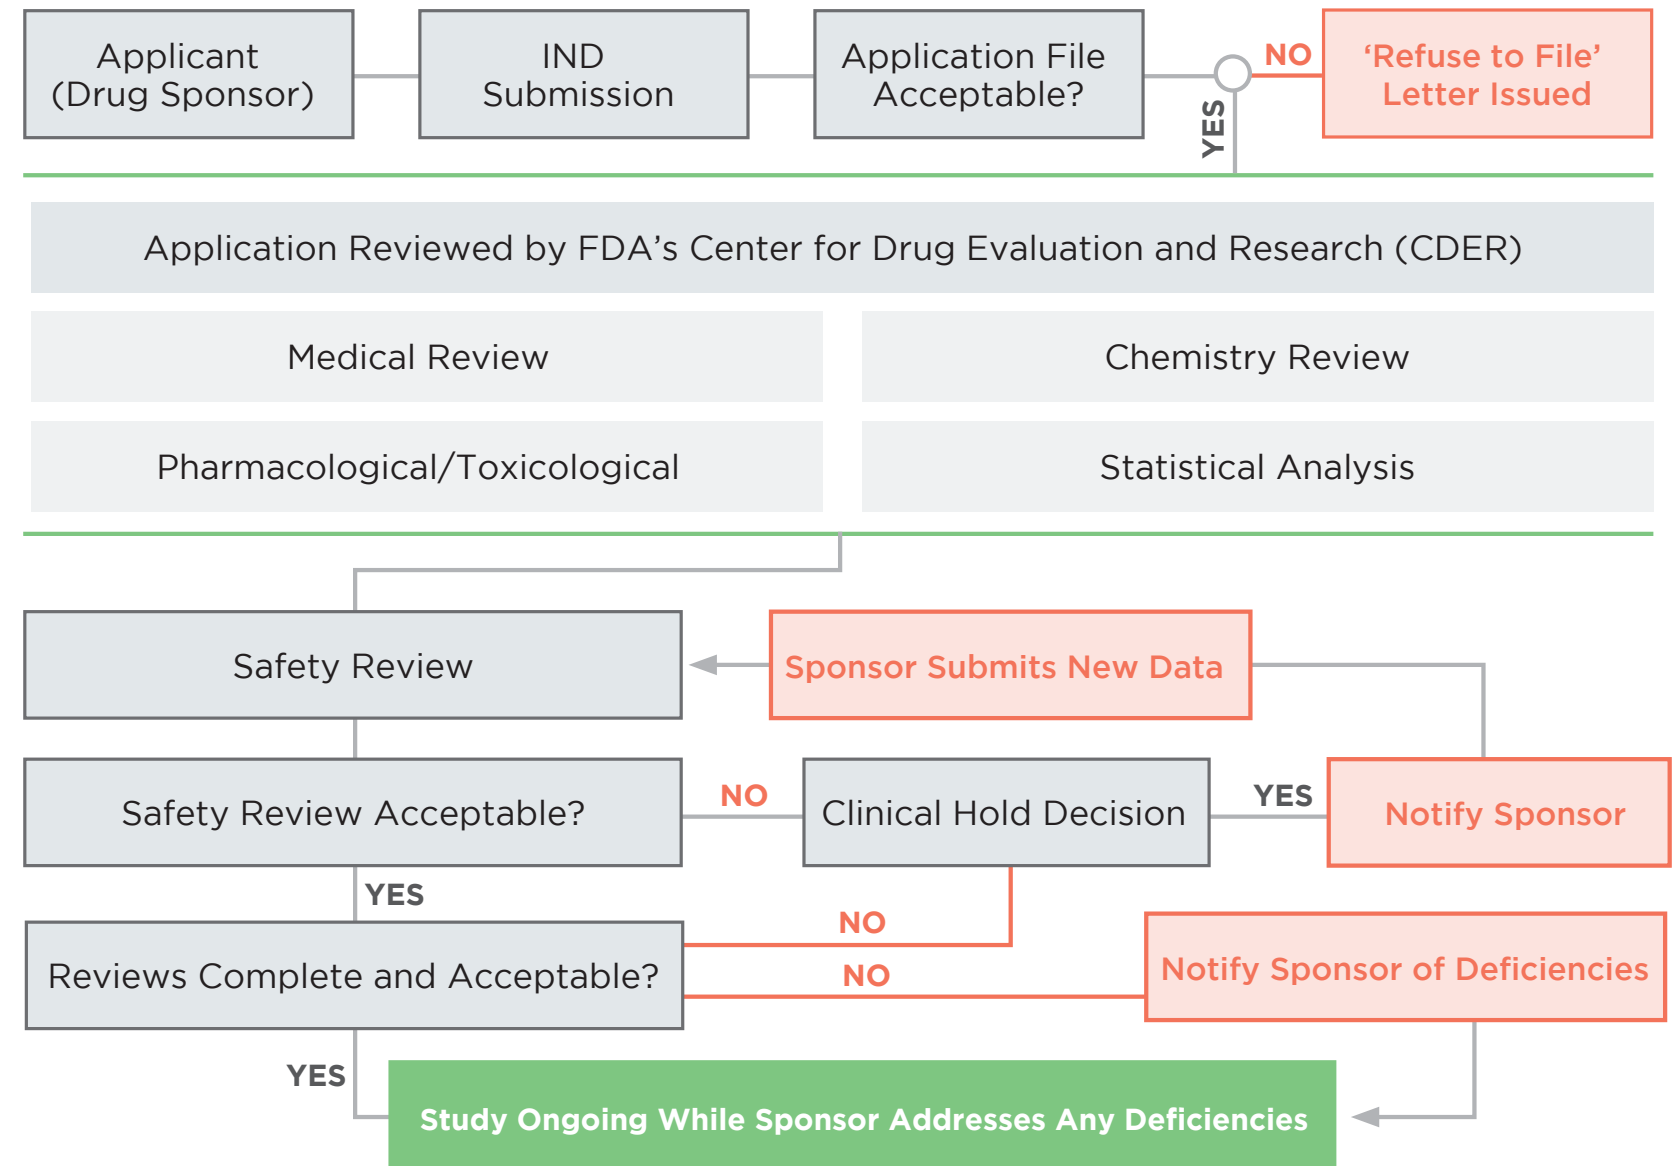 Applicant
(Drug Sponsor)
IND
Submission
Application File
Acceptable?
NO
‘Refuse to File’
Letter Issued
YES
Application Reviewed by FDA’s Center for Drug Evaluation and Research (CDER)
Medical Review
Chemistry Review
Pharmacological/Toxicological
Statistical Analysis
Safety Review
Sponsor Submits New Data
Safety Review Acceptable?
NO
Clinical Hold Decision
YES
Notify Sponsor
YES
NO
Reviews Complete and Acceptable?
NO
Notify Sponsor of Deficiencies
YES
Study Ongoing While Sponsor Addresses Any Deficiencies